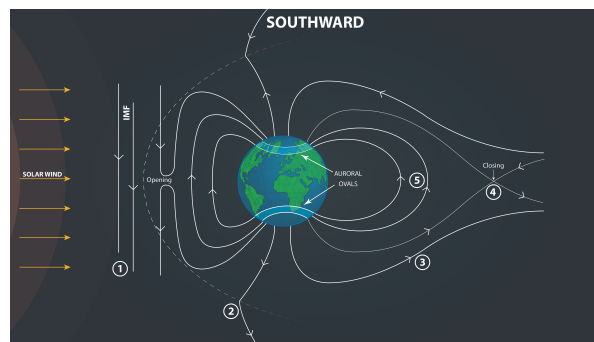 SOUTHWARD
IMF
SOLAR WIND
Opening
AURORAL
OVALS
Closing
5
4
3
1
2